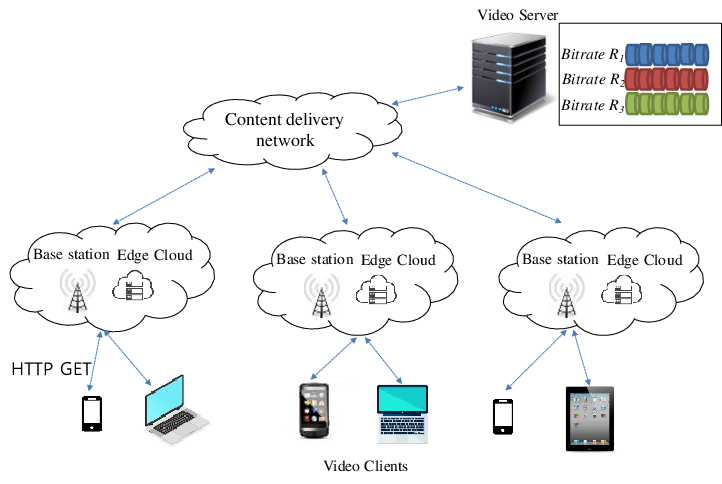 Video Server
Bitrate R1
Bitrate R2
Bitrate R3
Content delivery
network
Base station Edge Cloud
Base station Edge Cloud
Base station Edge Cloud
HTTP GET
Video Clients